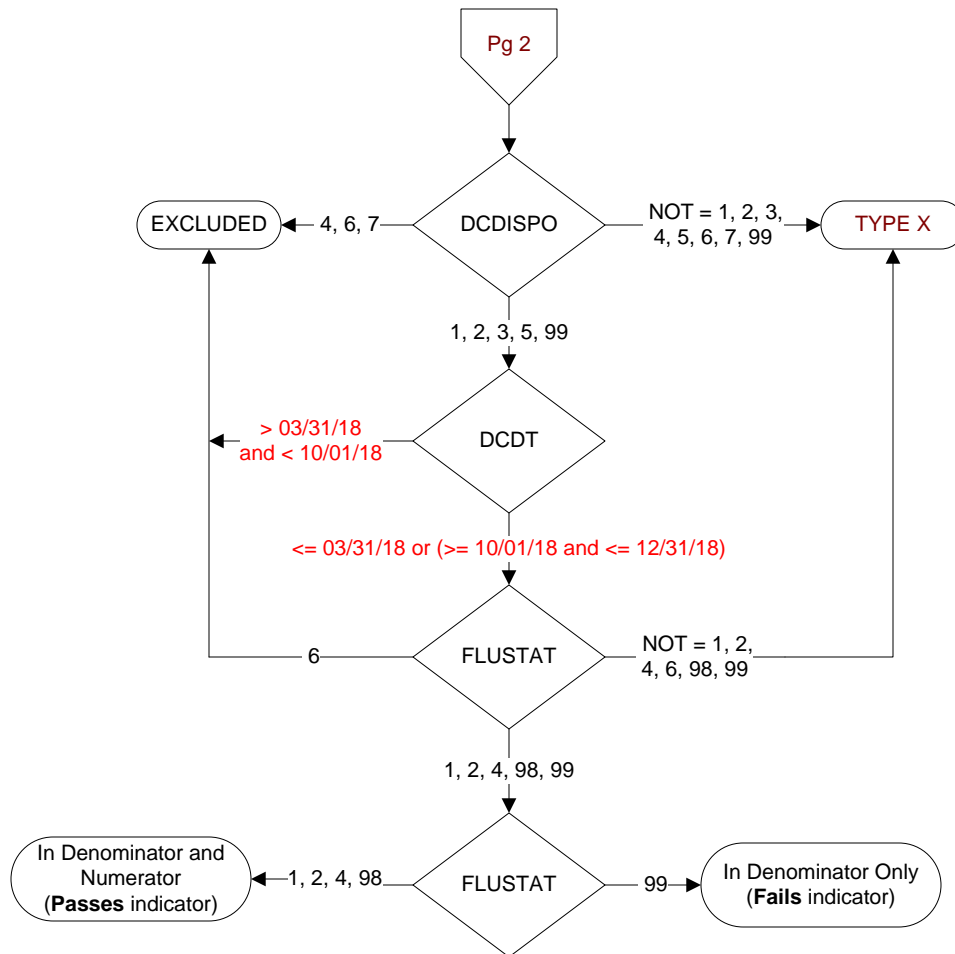 Pg 2
EXCLUDED
4, 6, 7
DCDISPO
NOT = 1, 2, 3,
4, 5, 6, 7, 99
TYPE X
1, 2, 3, 5, 99
> 03/31/18
and < 10/01/18
DCDT
<= 03/31/18 or (>= 10/01/18 and <= 12/31/18)
6
FLUSTAT
NOT = 1, 2,
4, 6, 98, 99
1, 2, 4, 98, 99
In Denominator and
Numerator
(Passes indicator)
1, 2, 4, 98
FLUSTAT
99
In Denominator Only
(Fails indicator)